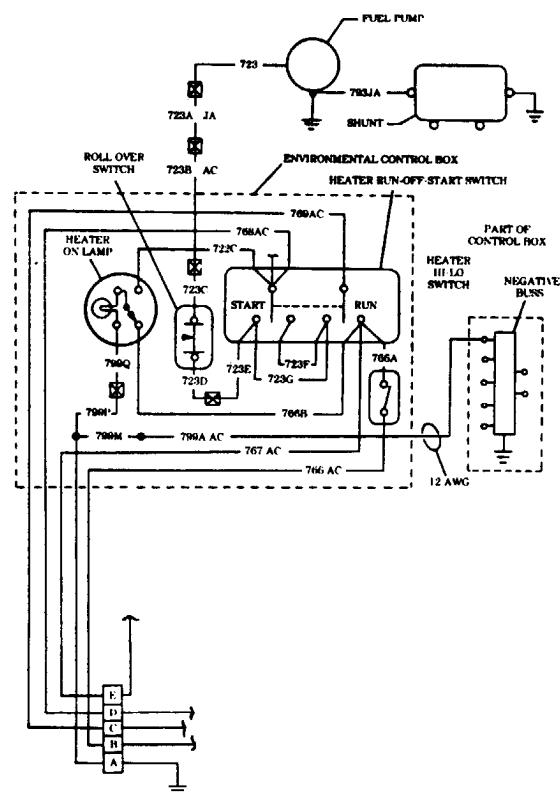 FUEL PUMP
723
793JA
723A JA
SHUNT
723B AC
ROLL OVER
SWITCH
ENVIRONMENTAL CONTROL BOX
HEATER RUN-OFF-START SWITCH
769AC
768AC
722C
HEATER
ON LAMP
HEATER
HI-LO
SWITCH
PART OF
CONTROL BOX
NEGATIVE
BUSS
723C
START
RUN
799Q
723D
723E
723F
723G
766A
799P
766B
799M
799A AC
767 AC
766 AC
12 AWG
E
D
C
B
A